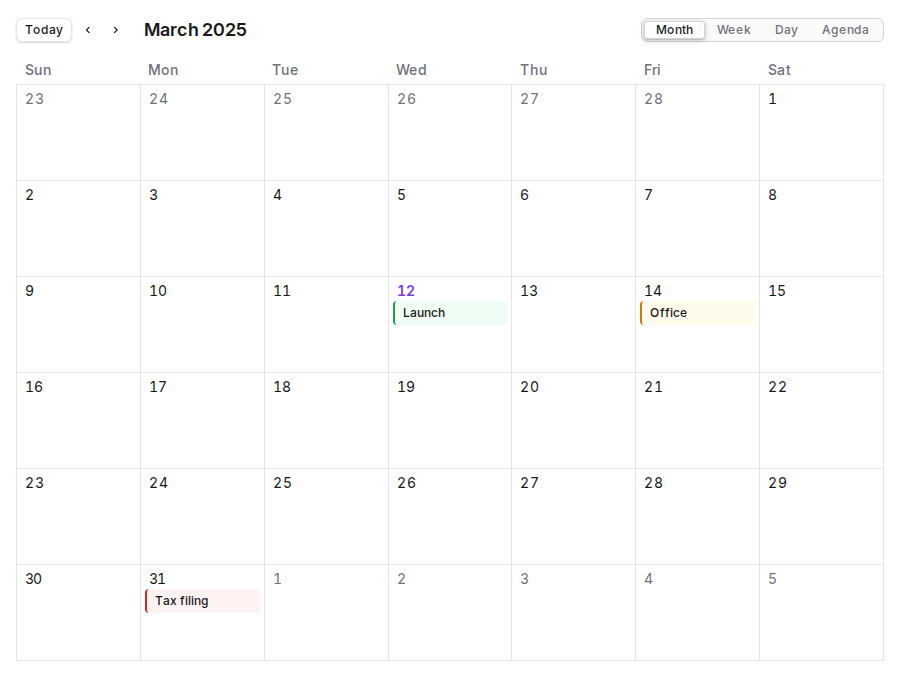 Today ‹ › March 2025 Month Week Day Agenda
Sun Mon Tue Wed Thu Fri Sat
23 24 25 26 27 28 1
2 3 4 5 6 7 8
9 10 11 12 13 14 15
Launch Office
16 17 18 19 20 21 22
23 24 25 26 27 28 29
30 31 1 2 3 4 5
Tax filing